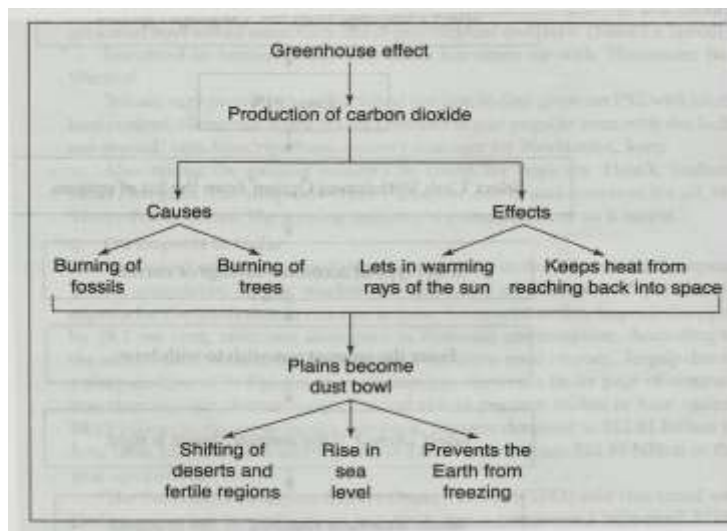 Greenhouse effect
Production of carbon dioxide
Causes
Effects
Burning of
fossils
Burning of
trees
Lets in warming
rays of the sun
Keeps heat from
reaching back into space
Plains become
dust bowl
Shifting of
deserts and
fertile regions
Rise in
sea
level
Prevents the
Earth from
freezing